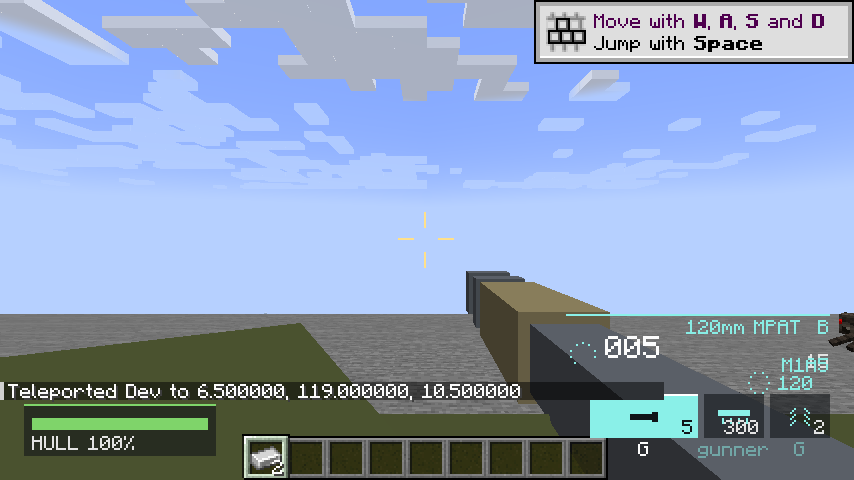 Move with W, A, S and D
Jump with Space
120mm MPAT B
005
120
Teleported Dev to 6.500000, 119.000000, 10.500000
HULL 100%
5
300
2
G
gunner
G
2